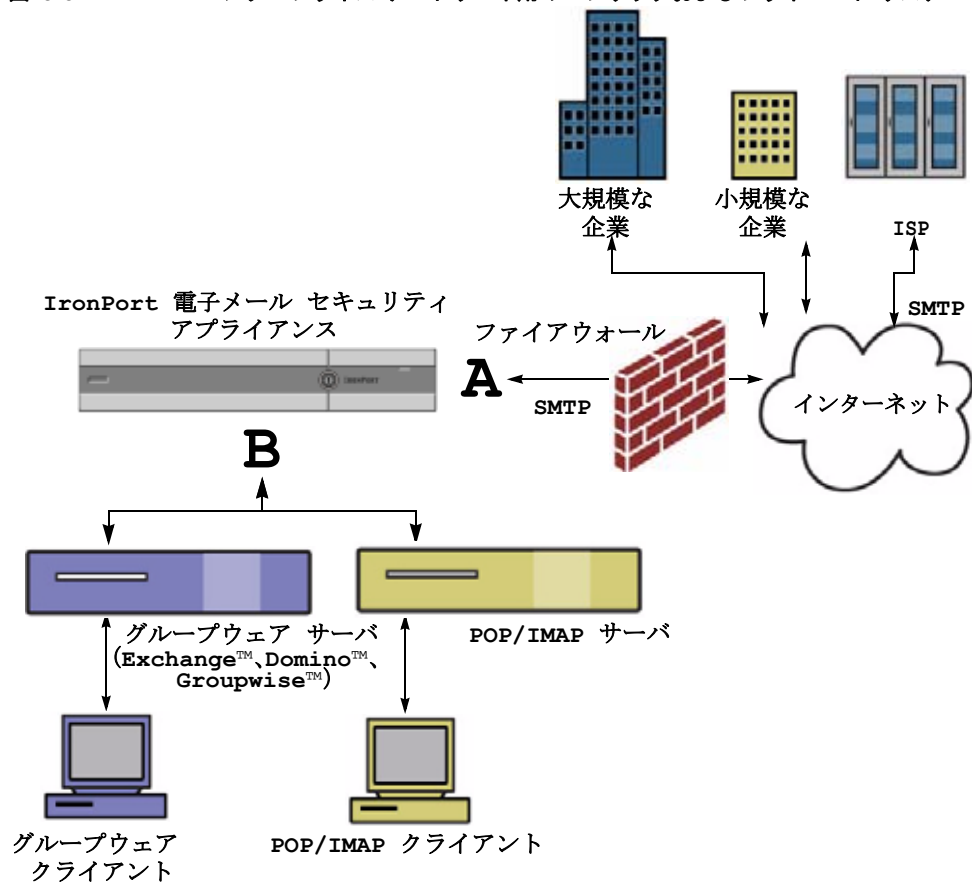 大規模な
企業
小規模な
企業
ISP
SMTP
IronPort 電子メール セキュリティ
アプライアンス
ファイアウォール
IRONPORT
A
SMTP
インターネット
B
グループウェア サーバ
(Exchange™、Domino™、
Groupwise™)
POP/IMAP サーバ
グループウェア
クライアント
POP/IMAP クライアント